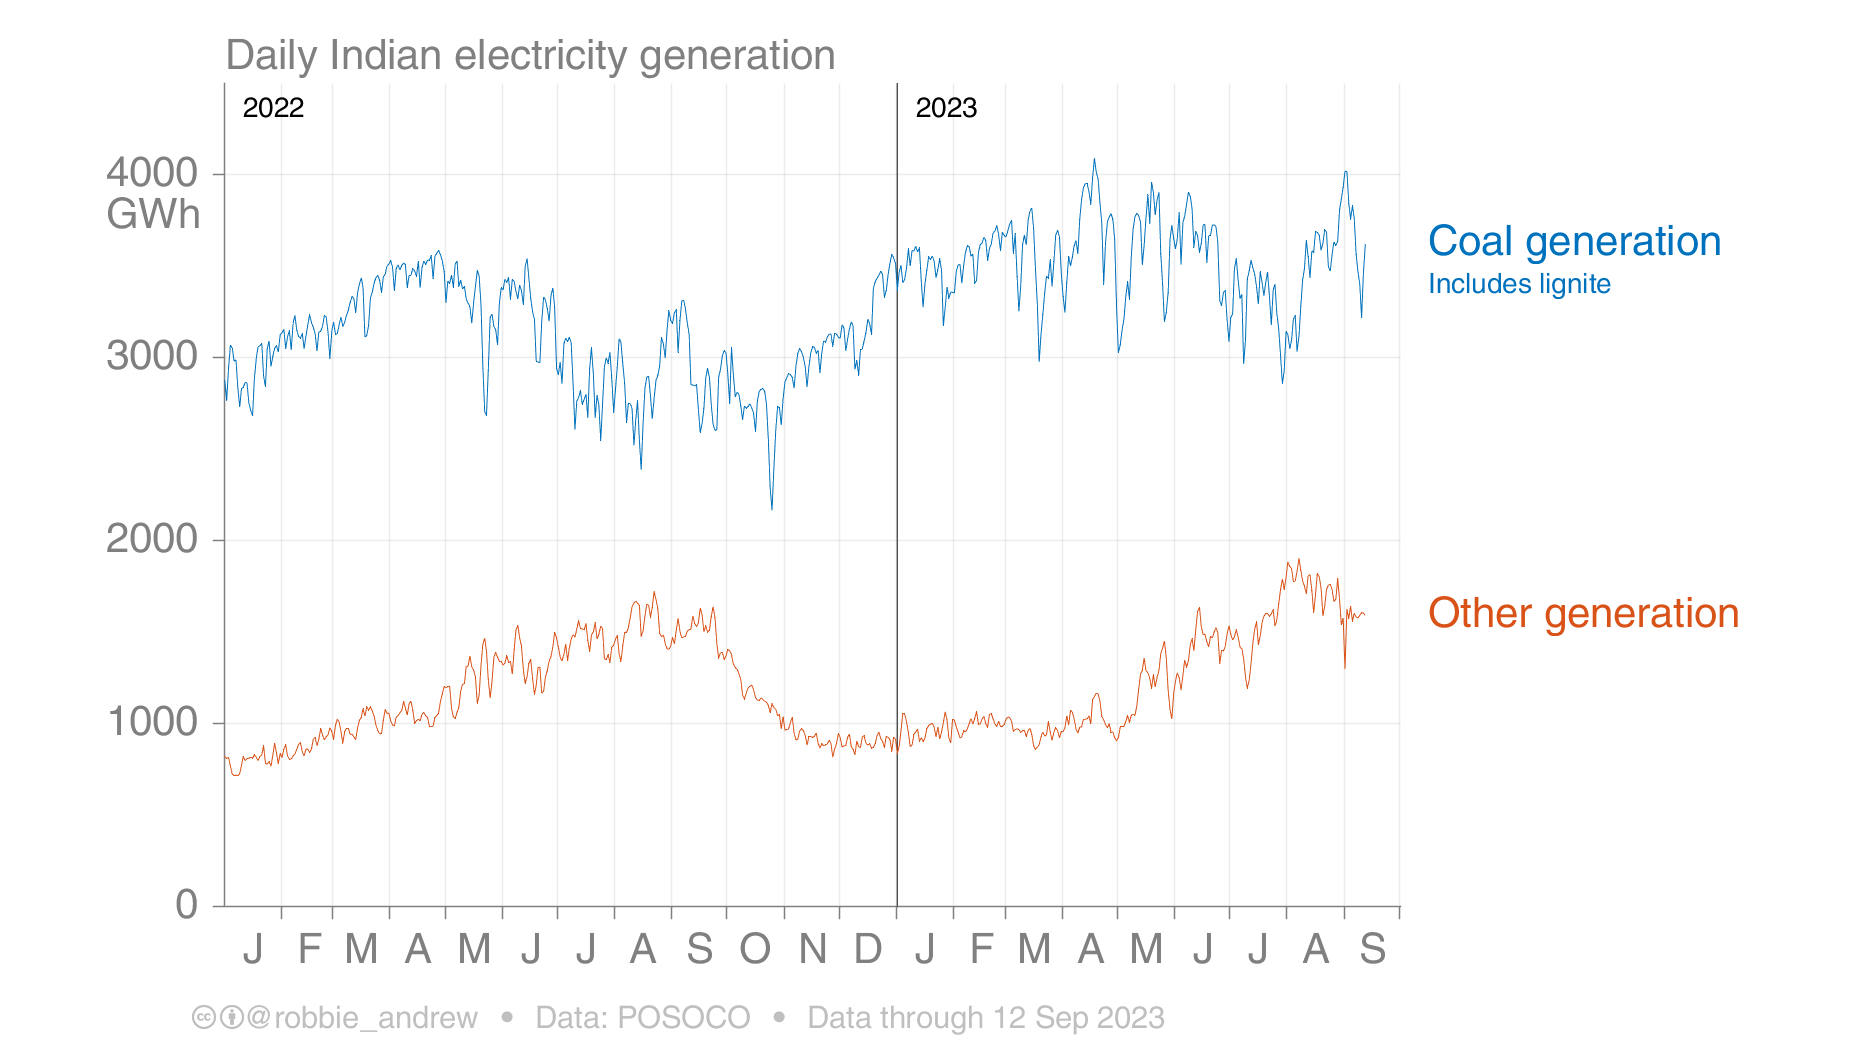 Daily Indian electricity generation
2022
2023
4000
GWh
3000
2000
1000
0
Coal generation
Includes lignite
Other generation
J F M A M J J A S O N D J F M A M J J A S
cc @robbie_andrew • Data: POSOCO • Data through 12 Sep 2023